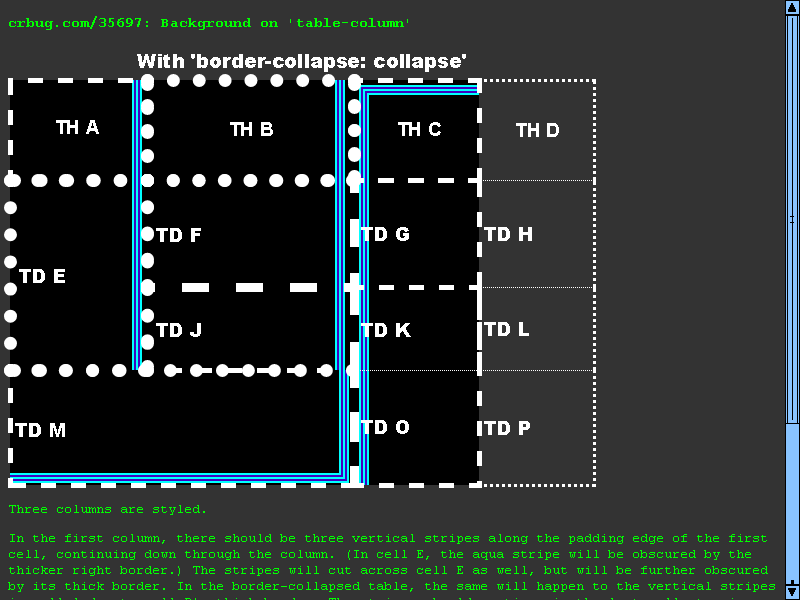 crbug.com/35697: Background on 'table-column'
With 'border-collapse: collapse'
TH A TH B TH C TH D
TD E TD F TD G TD H
TD J TD K TD L
TD M TD O TD P
Three columns are styled.
In the first column, there should be three vertical stripes along the padding edge of the first
cell, continuing down through the column. (In cell E, the aqua stripe will be obscured by the
thicker right border.) The stripes will cut across cell E as well, but will be further obscured
by its thick border. In the border-collapsed table, the same will happen to the vertical stripes